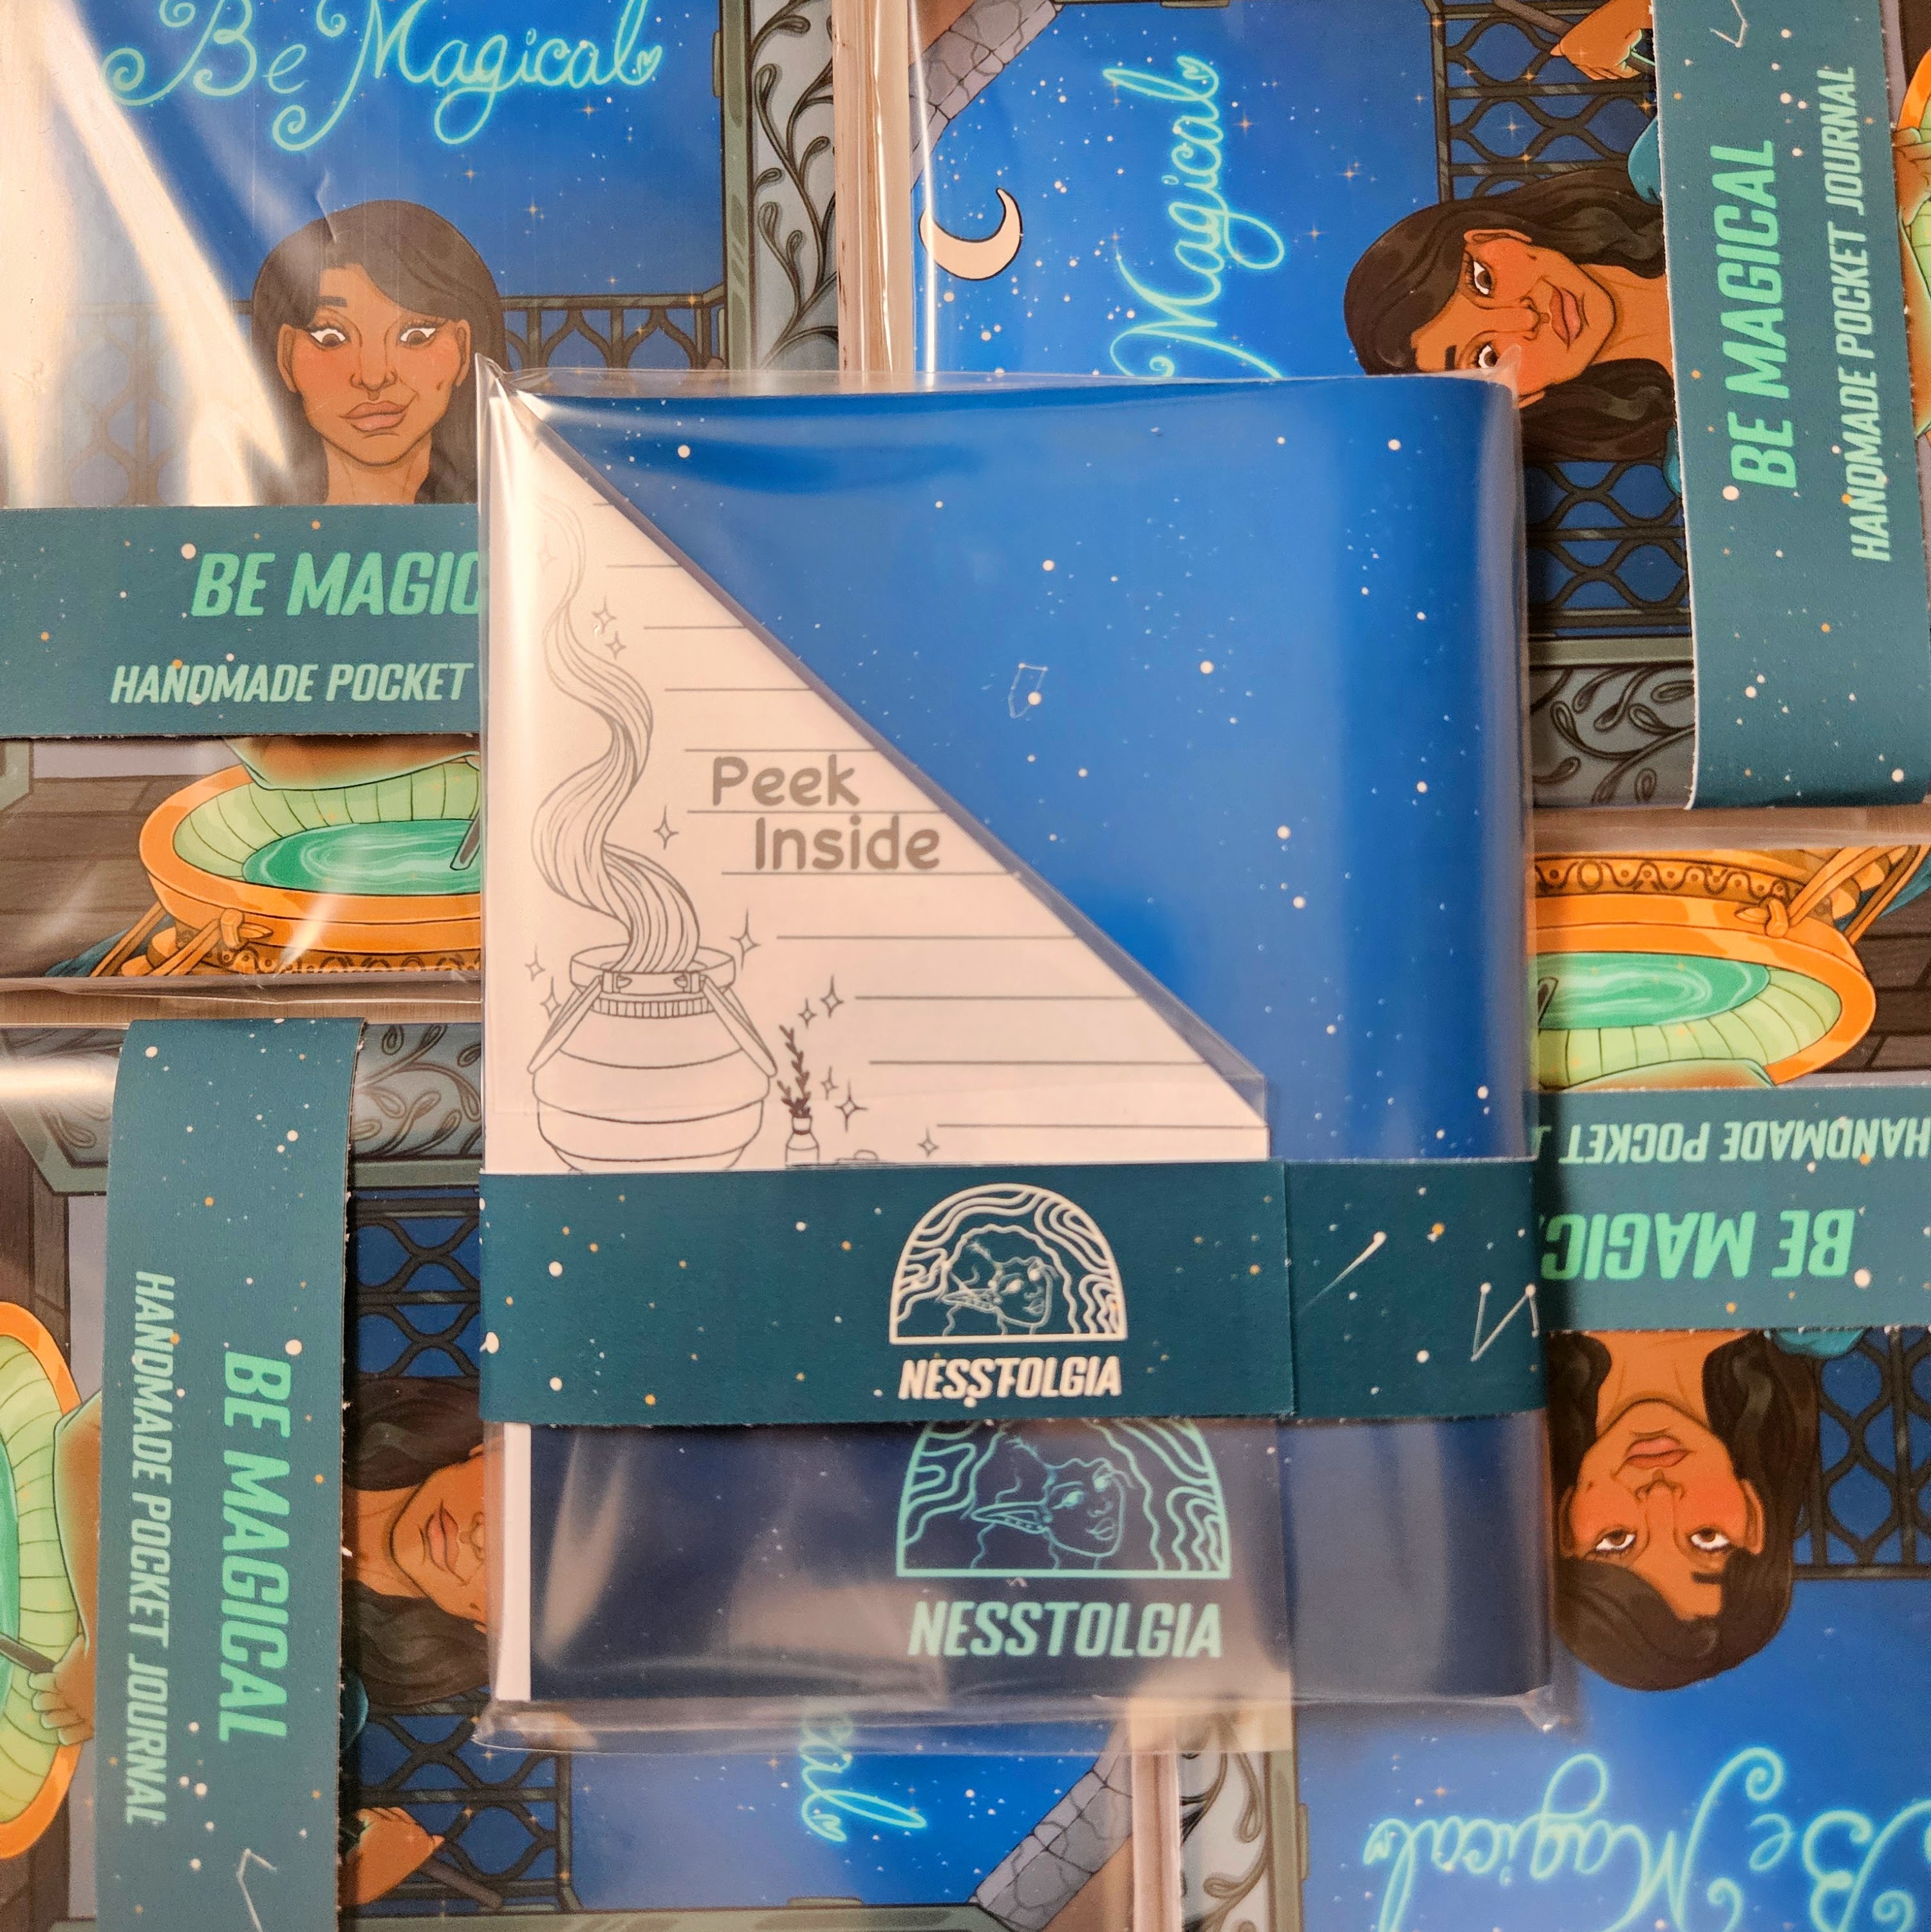 Be Magical
Magical
BE MAGICAL
HANDMADE POCKET JOURNAL
BE MAGIC
HANDMADE POCKET
Peek
Inside
HANDMADE POCKET
BE MAGIC
NESSTOLGIA
NESSTOLGIA
BE MAGICAL
HANDMADE POCKET JOURNAL
cal
Be Magical